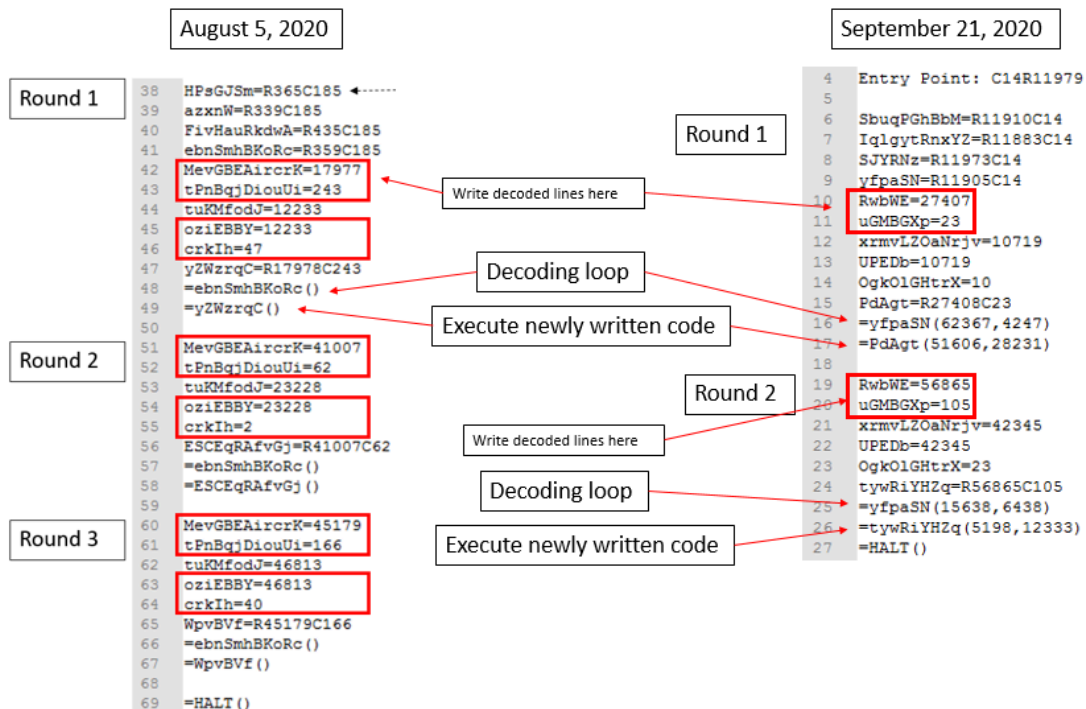 August 5, 2020
Round 1
38 HPsGJSm=R365C185
39 azxnW=R339C185
40 FivHauRkdwA=R435C185
41 ebnSmhBKoRc=R359C185
42 MevGBEAircrK=17977
43 tPnBqjDiouUi=243
44 tuKMfodJ=12233
45 oziEBBY=12233
46 crkIh=47
47 yZWzrqC=R17978C243
48 =ebnSmhBKoRc()
49 =yZWzrqC()
50
Round 2
51 MevGBEAircrK=41007
52 tPnBqjDiouUi=62
53 tuKMfodJ=23228
54 oziEBBY=23228
55 crkIh=2
56 ESCEqRAfvGj=R41007C62
57 =ebnSmhBKoRc()
58 =ESCEqRAfvGj()
59
Round 3
60 MevGBEAircrK=45179
61 tPnBqjDiouUi=166
62 tuKMfodJ=46813
63 oziEBBY=46813
64 crkIh=40
65 WpvBVf=R45179C166
66 =ebnSmhBKoRc()
67 =WpvBVf()
68
69 =HALT()
Write decoded lines here
Decoding loop
Execute newly written code
September 21, 2020
4 Entry Point: C14R11979
5
Round 1
6 SbuqPGhBbM=R11910C14
7 IqlgytRnxYZ=R11883C14
8 SJYRNz=R11973C14
9 yfpaSN=R11905C14
10 RwbWE=27407
11 uGMBGXp=23
12 xrmvLZOaNrjv=10719
13 UPEDb=10719
14 OgkOlGHtrX=10
15 PdAgt=R27408C23
16 =yfpaSN(62367,4247)
17 =PdAgt(51606,28231)
18
Round 2
19 RwbWE=56865
20 uGMBGXp=105
21 xrmvLZOaNrjv=42345
22 UPEDb=42345
23 OgkOlGHtrX=23
24 tywRiYHZq=R56865C105
25 =yfpaSN(15638,6438)
26 =tywRiYHZq(5198,12333)
27 =HALT()
Write decoded lines here
Decoding loop
Execute newly written code